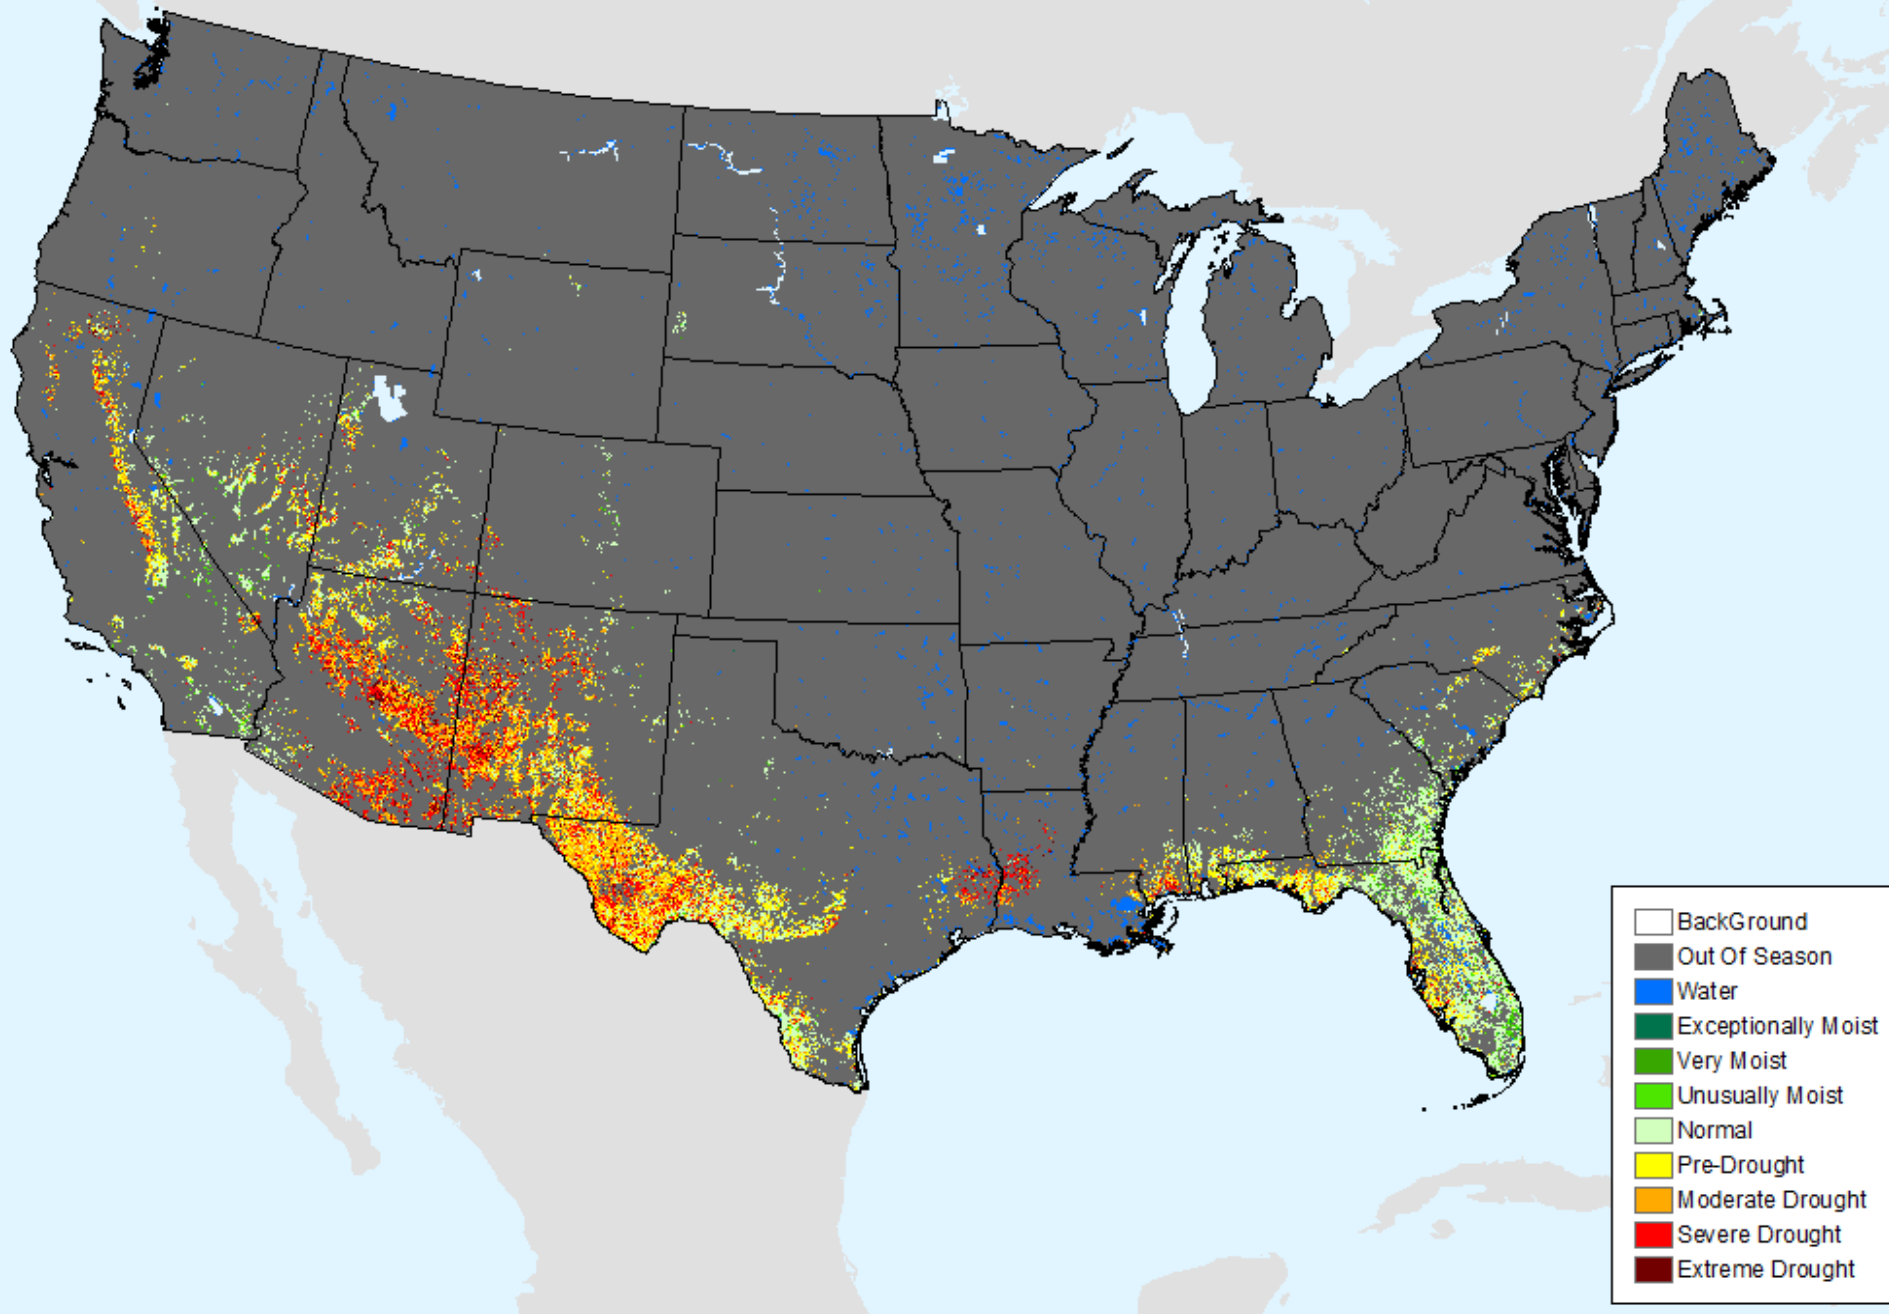 BackGround
Out Of Season
Water
Exceptionally Moist
Very Moist
Unusually Moist
Normal
Pre-Drought
Moderate Drought
Severe Drought
Extreme Drought